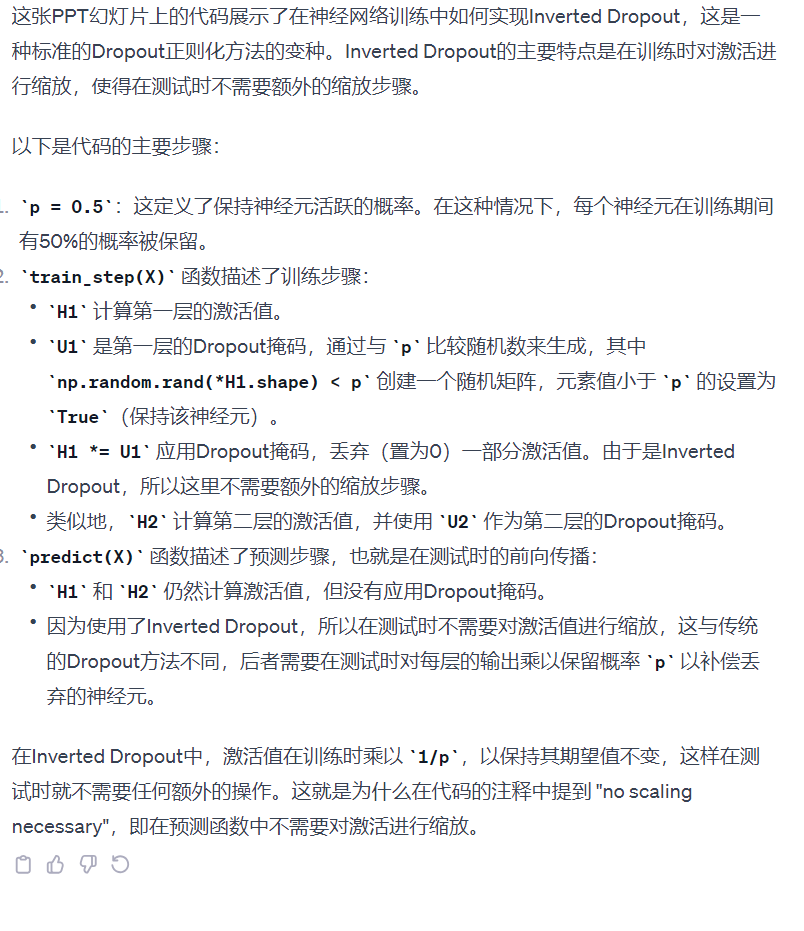 这张PPT幻灯片上的代码展示了在神经网络训练中如何实现Inverted Dropout，这是一
种标准的Dropout正则化方法的变种。Inverted Dropout的主要特点是在训练时对激活进
行缩放，使得在测试时不需要额外的缩放步骤。
以下是代码的主要步骤：
1. `p = 0.5`：这定义了保持神经元活跃的概率。在这种情况下，每个神经元在训练期间
有50%的概率被保留。
2. `train_step(X)` 函数描述了训练步骤：
• `H1` 计算第一层的激活值。
• `U1` 是第一层的Dropout掩码，通过与 `p` 比较随机数来生成，其中
`np.random.rand(*H1.shape) < p` 创建一个随机矩阵，元素值小于 `p` 的设置为
`True`（保持该神经元）。
• `H1 *= U1` 应用Dropout掩码，丢弃（置为0）一部分激活值。由于是Inverted
Dropout，所以这里不需要额外的缩放步骤。
• 类似地，`H2` 计算第二层的激活值，并使用 `U2` 作为第二层的Dropout掩码。
3. `predict(X)` 函数描述了预测步骤，也就是在测试时的前向传播：
• `H1` 和 `H2` 仍然计算激活值，但没有应用Dropout掩码。
• 因为使用了Inverted Dropout，所以在测试时不需要对激活值进行缩放，这与传统
的Dropout方法不同，后者需要在测试时对每层的输出乘以保留概率 `p` 以补偿丢
弃的神经元。
在Inverted Dropout中，激活值在训练时乘以 `1/p`，以保持其期望值不变，这样在测
试时就不需要任何额外的操作。这就是为什么在代码的注释中提到 "no scaling
necessary"，即在预测函数中不需要对激活进行缩放。